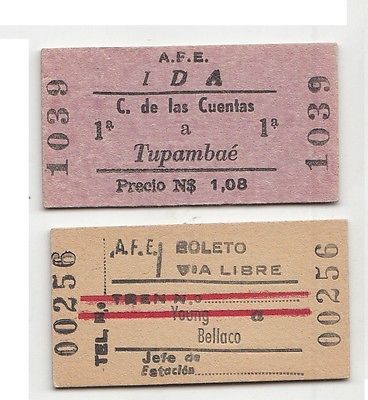 A.F.E.
IDA
C. de las Cuentas
1ª a 1ª
Tupambaé
Precio N$ 1,08
1039
1039
A.F.E. BOLETO
VIA LIBRE
TREN N.o
Young a
Bellaco
Jefe de
Estación
TEL N.o
00256
00256